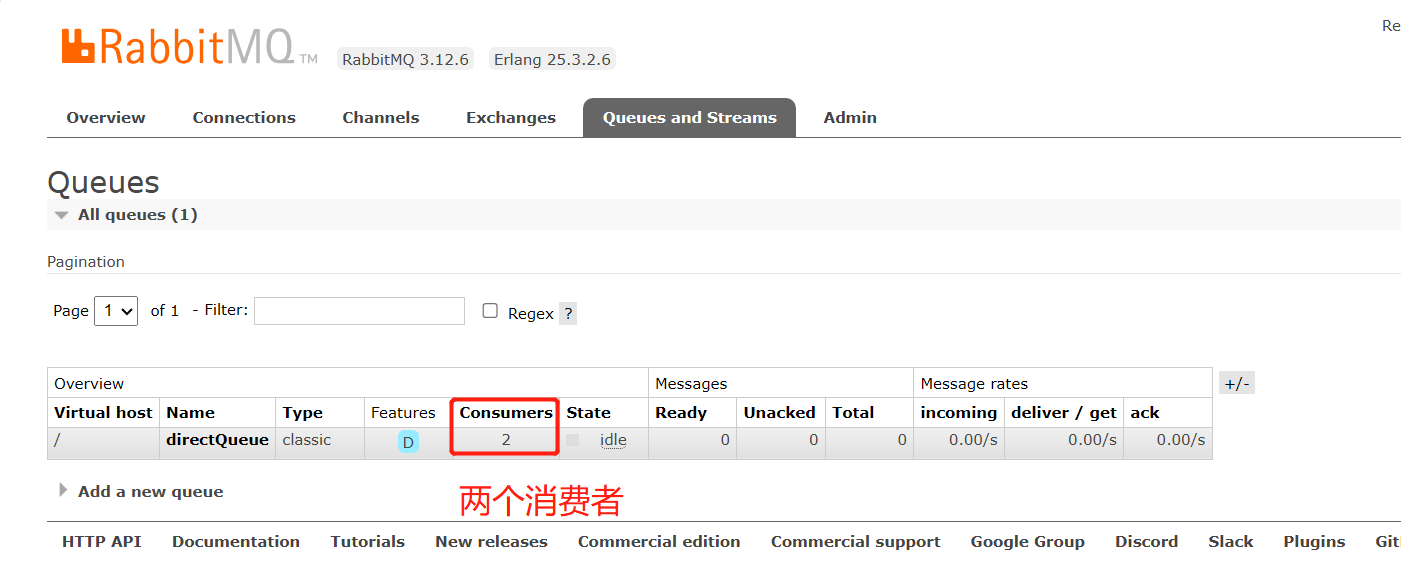 Re
RabbitMQ TM RabbitMQ 3.12.6 Erlang 25.3.2.6
Overview Connections Channels Exchanges Queues and Streams Admin
Queues
All queues (1)
Pagination
Page 1 of 1 - Filter: Regex ?
Overview Messages Message rates +/-
Virtual host Name Type Features Consumers State Ready Unacked Total incoming deliver / get ack
/ directQueue classic D 2 idle 0 0 0 0.00/s 0.00/s 0.00/s
Add a new queue
两个消费者
HTTP API Documentation Tutorials New releases Commercial edition Commercial support Google Group Discord Slack Plugins Git